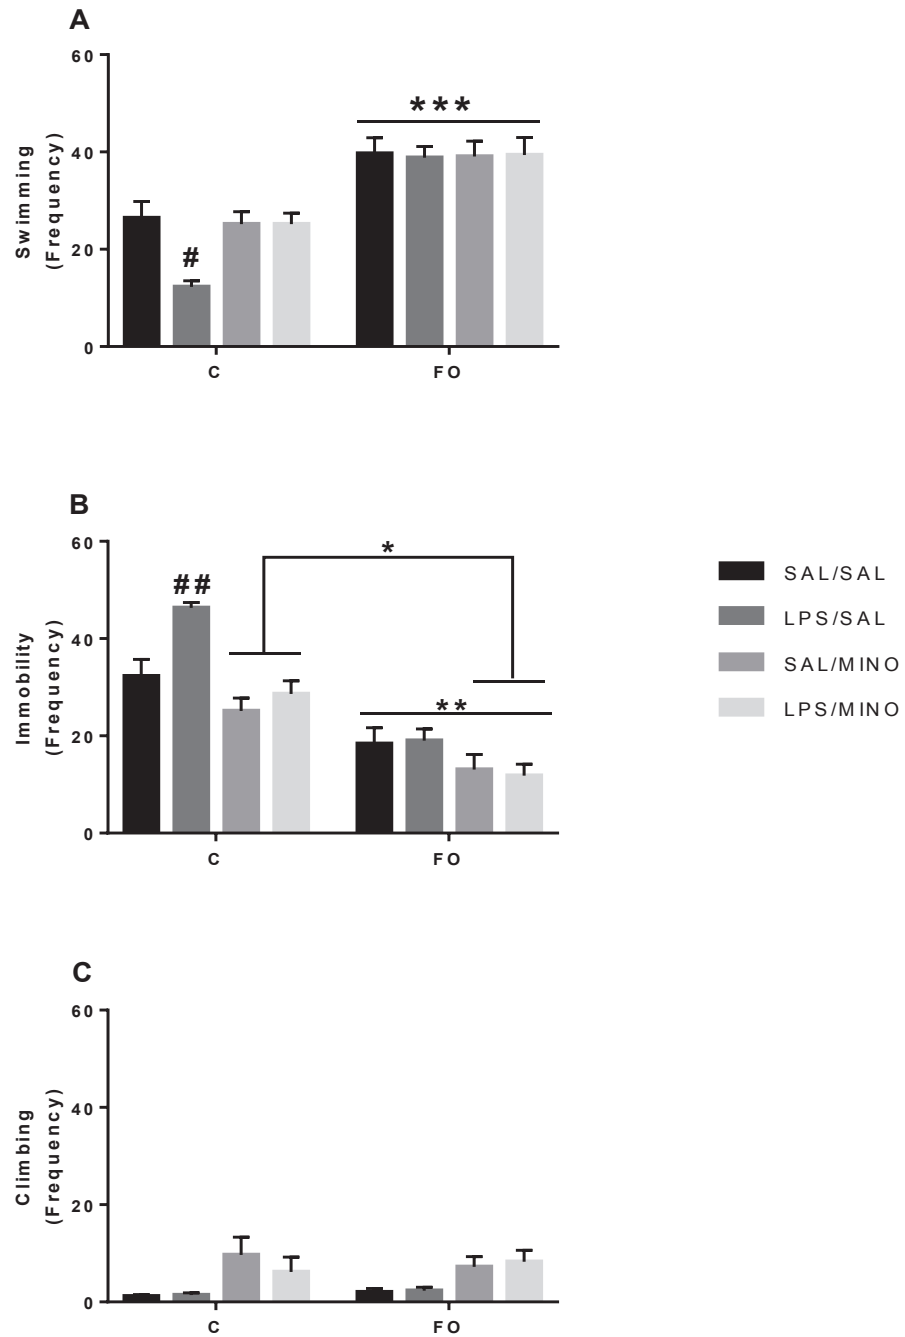 A
60
40
20
0
Swimming
(Frequency)
#
***
C
FO
B
60
40
20
0
Immobility
(Frequency)
##
*
**
C
FO
SAL/SAL
LPS/SAL
SAL/MINO
LPS/MINO
C
60
40
20
0
Climbing
(Frequency)
C
FO